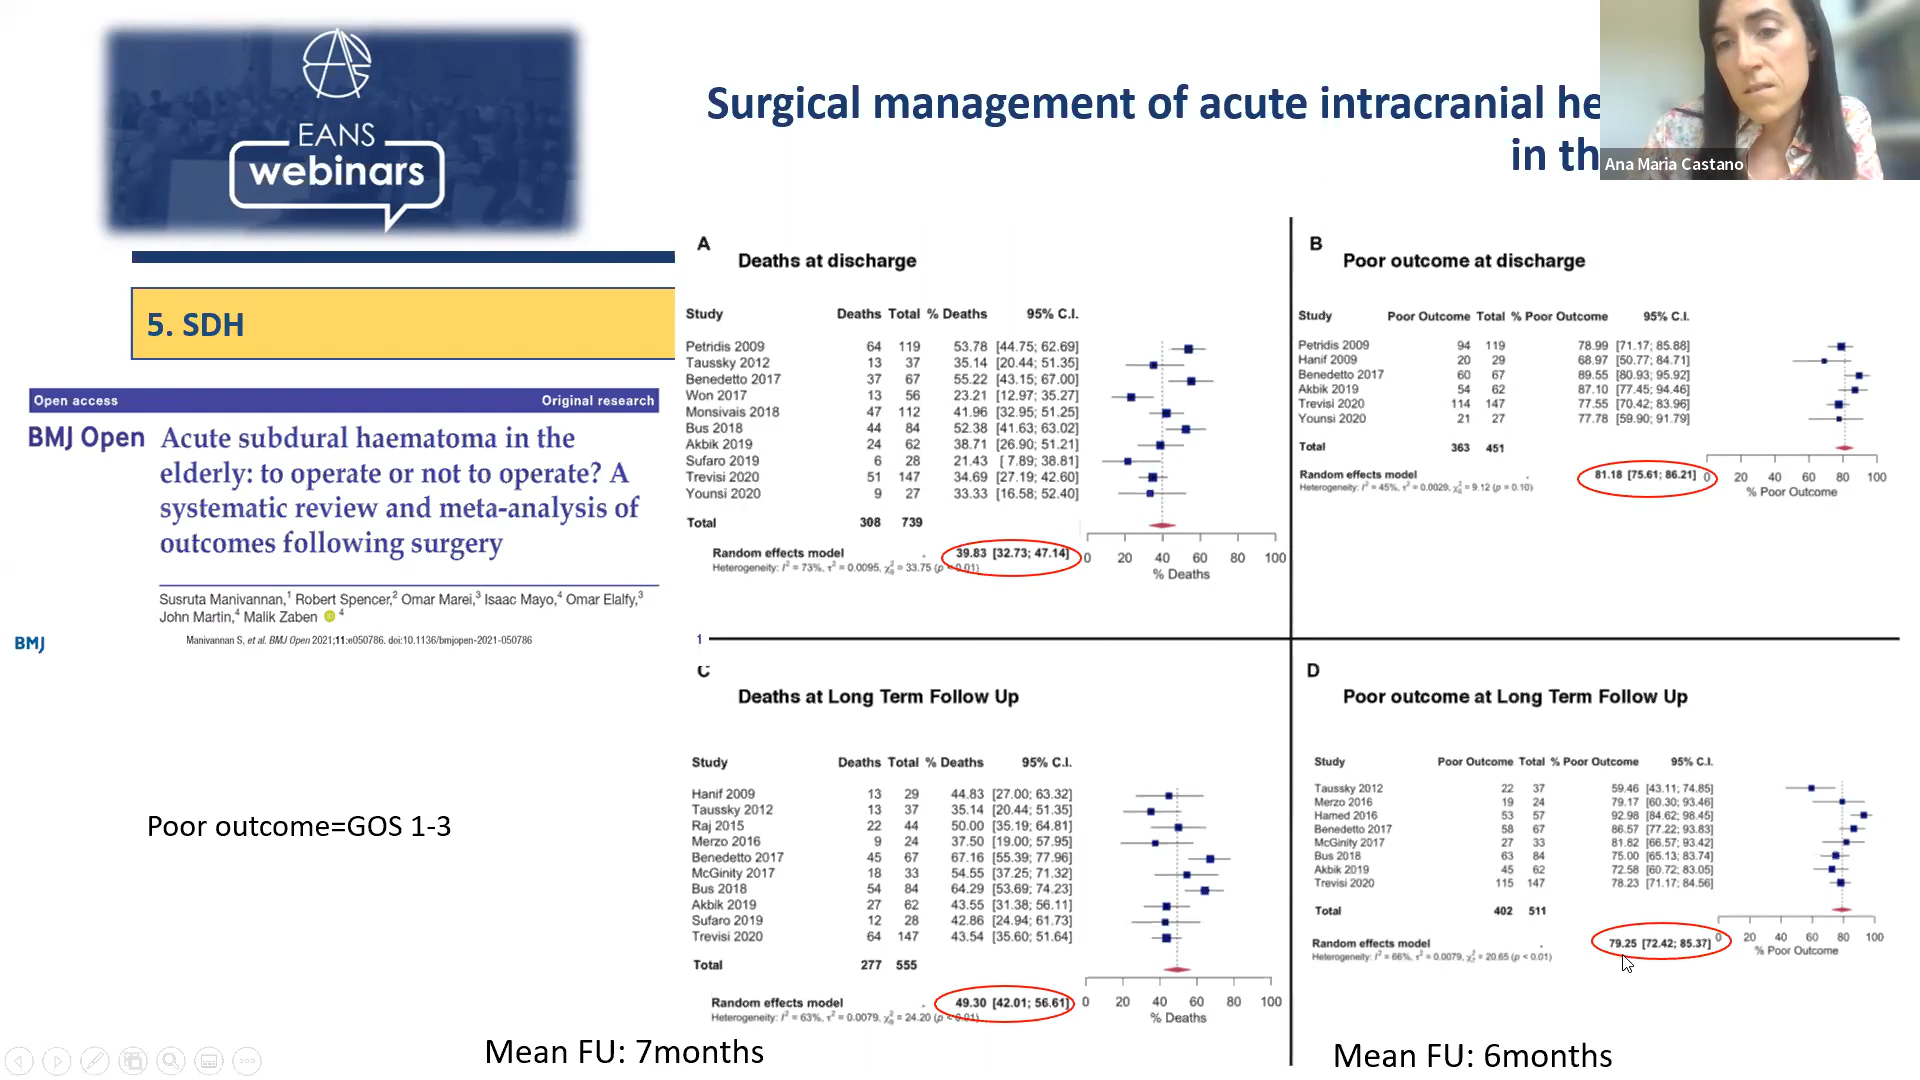 EANS
webinars
Surgical management of acute intracranial he
in th
Ana Maria Castano
5. SDH
Open access Original research
BMJ Open Acute subdural haematoma in the
elderly: to operate or not to operate? A
systematic review and meta-analysis of
outcomes following surgery
Susruta Manivannan,¹ Robert Spencer,² Omar Marei,³ Isaac Mayo,⁴ Omar Elalfy,³
John Martin,⁴ Malik Zaben ⁴
BMJ
Manivannan S, et al. BMJ Open 2021;11:e050786. doi:10.1136/bmjopen-2021-050786
Poor outcome=GOS 1-3
A
Deaths at discharge
Study Deaths Total % Deaths 95% C.I.
Petridis 2009 64 119 53.78 [44.75; 62.69]
Taussky 2012 13 37 35.14 [20.44; 51.35]
Benedetto 2017 37 67 55.22 [43.15; 67.00]
Won 2017 13 56 23.21 [12.97; 35.27]
Monsivais 2018 47 112 41.96 [32.95; 51.25]
Bus 2018 44 84 52.38 [41.63; 63.02]
Akbik 2019 24 62 38.71 [26.90; 51.21]
Sufaro 2019 6 28 21.43 [ 7.89; 38.81]
Trevisi 2020 51 147 34.69 [27.19; 42.60]
Younsi 2020 9 27 33.33 [16.58; 52.40]
Total 308 739
Random effects model . 39.83 [32.73; 47.14]
Heterogeneity: I² = 73%, τ² = 0.0095, χ²₉ = 33.75 (p < 0.01)
0 20 40 60 80 100
% Deaths
B
Poor outcome at discharge
Study Poor Outcome Total % Poor Outcome 95% C.I.
Petridis 2009 94 119 78.99 [71.17; 85.88]
Hanif 2009 20 29 68.97 [50.77; 84.71]
Benedetto 2017 60 67 89.55 [80.93; 95.92]
Akbik 2019 54 62 87.10 [77.45; 94.46]
Trevisi 2020 114 147 77.55 [70.42; 83.96]
Younsi 2020 21 27 77.78 [59.90; 91.79]
Total 363 451
Random effects model . 81.18 [75.61; 86.21]
Heterogeneity: I² = 45%, τ² = 0.0029, χ²₅ = 9.12 (p = 0.10)
0 20 40 60 80 100
% Poor Outcome
1
C
Deaths at Long Term Follow Up
Study Deaths Total % Deaths 95% C.I.
Hanif 2009 13 29 44.83 [27.00; 63.32]
Taussky 2012 13 37 35.14 [20.44; 51.35]
Raj 2015 22 44 50.00 [35.19; 64.81]
Merzo 2016 9 24 37.50 [19.00; 57.95]
Benedetto 2017 45 67 67.16 [55.39; 77.96]
McGinity 2017 18 33 54.55 [37.25; 71.32]
Bus 2018 54 84 64.29 [53.69; 74.23]
Akbik 2019 27 62 43.55 [31.38; 56.11]
Sufaro 2019 12 28 42.86 [24.94; 61.73]
Trevisi 2020 64 147 43.54 [35.60; 51.64]
Total 277 555
Random effects model . 49.30 [42.01; 56.61]
Heterogeneity: I² = 63%, τ² = 0.0079, χ²₉ = 24.20 (p < 0.01)
0 20 40 60 80 100
% Deaths
Mean FU: 7months
D
Poor outcome at Long Term Follow Up
Study Poor Outcome Total % Poor Outcome 95% C.I.
Taussky 2012 22 37 59.46 [43.11; 74.85]
Merzo 2016 19 24 79.17 [60.30; 93.46]
Hamed 2016 53 57 92.98 [84.62; 98.45]
Benedetto 2017 58 67 86.57 [77.22; 93.83]
McGinity 2017 27 33 81.82 [66.57; 93.42]
Bus 2018 63 84 75.00 [65.13; 83.74]
Akbik 2019 45 62 72.58 [60.72; 83.05]
Trevisi 2020 115 147 78.23 [71.17; 84.56]
Total 402 511
Random effects model . 79.25 [72.42; 85.37]
Heterogeneity: I² = 66%, τ² = 0.0079, χ²₇ = 20.65 (p < 0.01)
0 20 40 60 80 100
% Poor Outcome
Mean FU: 6months